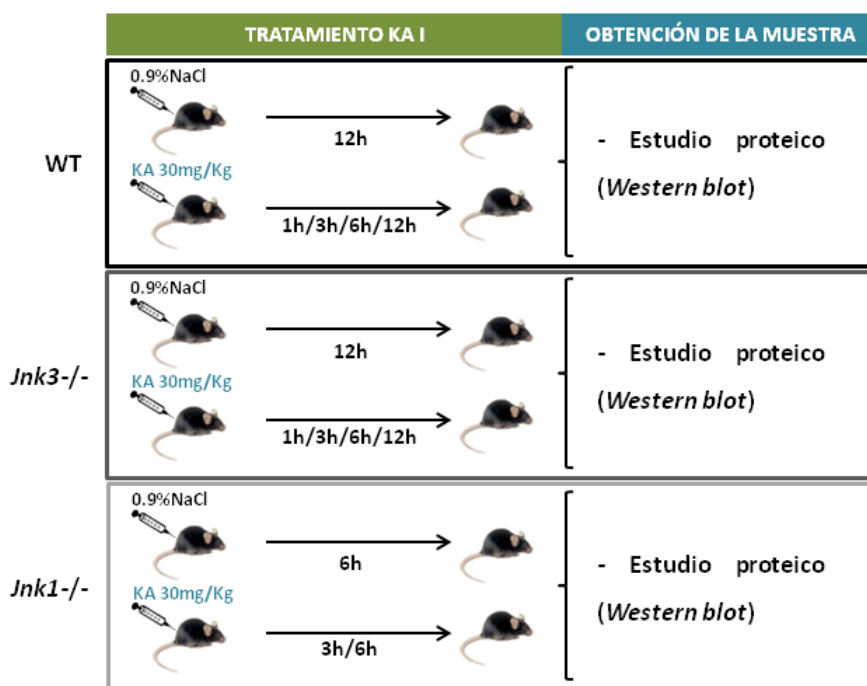 TRATAMIENTO KA I
OBTENCIÓN DE LA MUESTRA
WT
0.9%NaCl
12h
KA 30mg/Kg
1h/3h/6h/12h
- Estudio proteico
(Western blot)
Jnk3-/-
0.9%NaCl
12h
KA 30mg/Kg
1h/3h/6h/12h
- Estudio proteico
(Western blot)
Jnk1-/-
0.9%NaCl
6h
KA 30mg/Kg
3h/6h
- Estudio proteico
(Western blot)